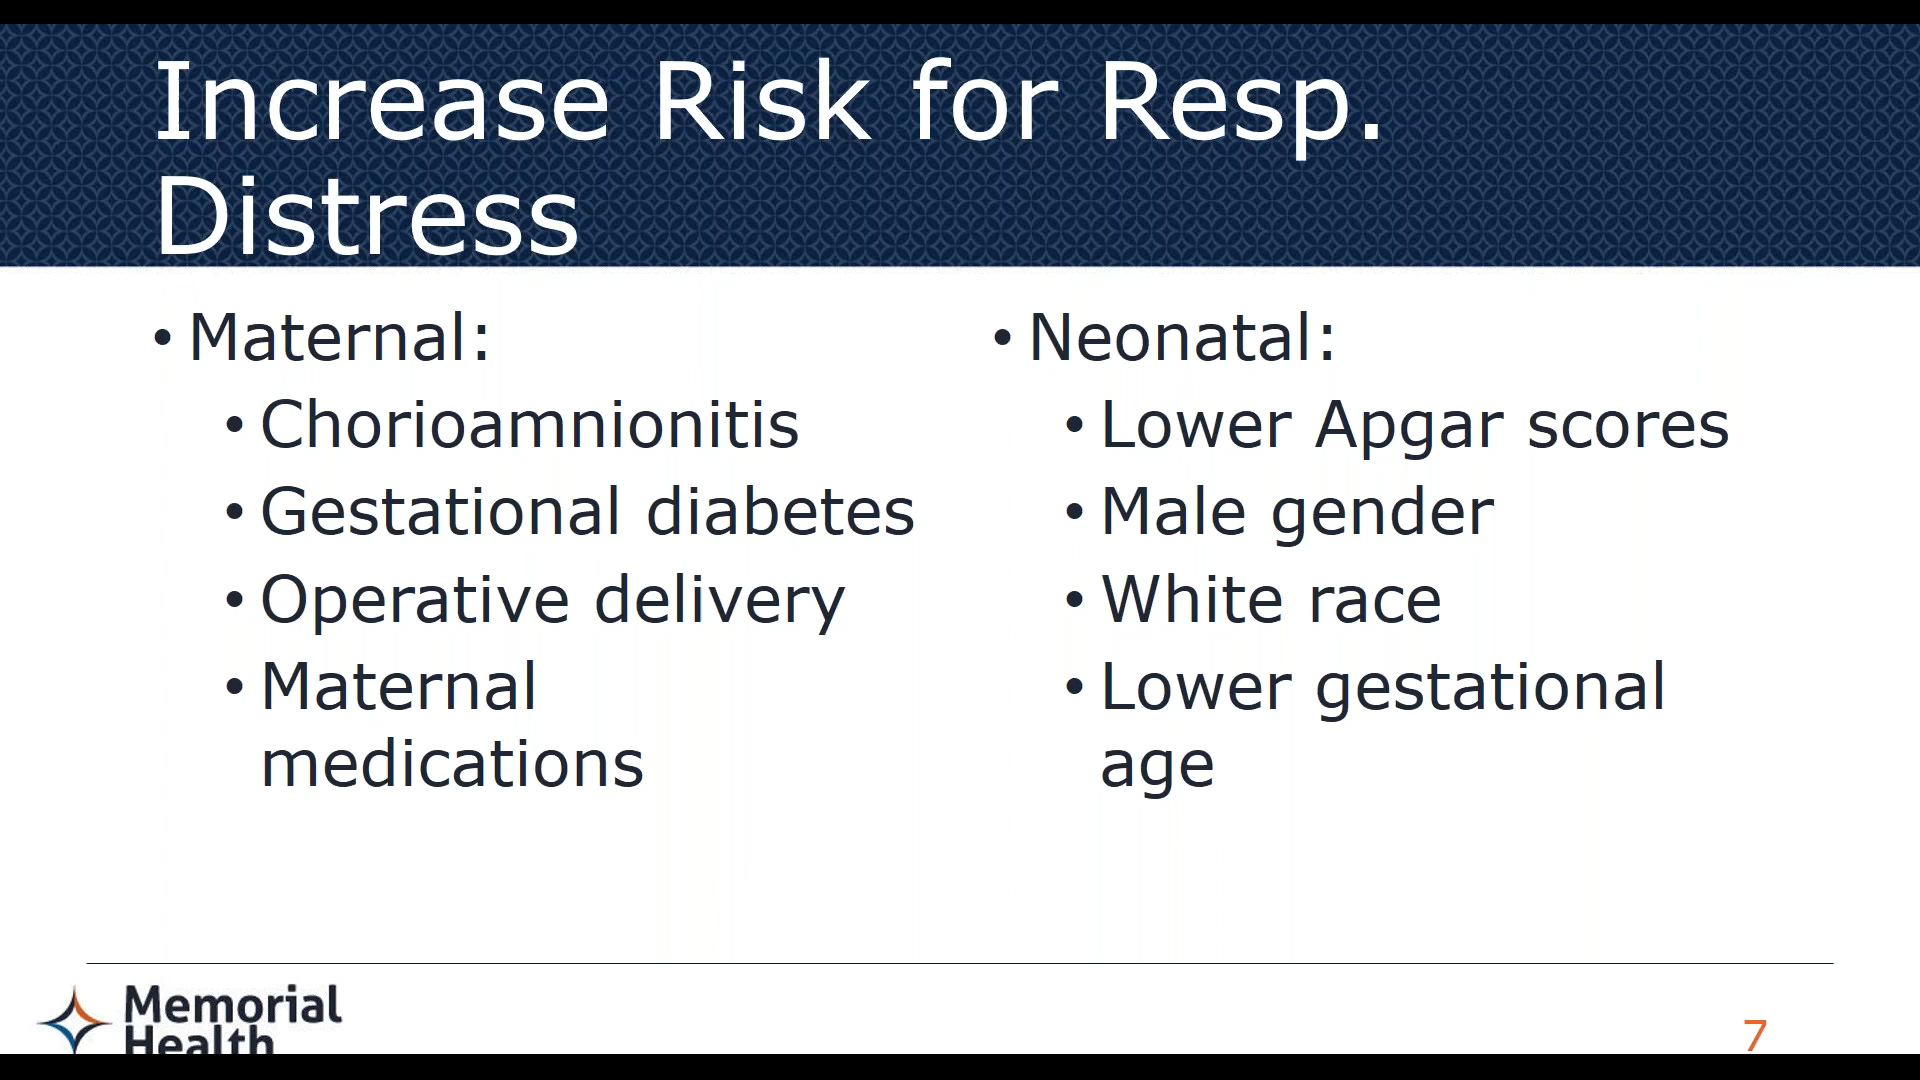 Increase Risk for Resp.
Distress
• Maternal:
• Chorioamnionitis
• Gestational diabetes
• Operative delivery
• Maternal
medications
• Neonatal:
• Lower Apgar scores
• Male gender
• White race
• Lower gestational
age
Memorial
Health
7